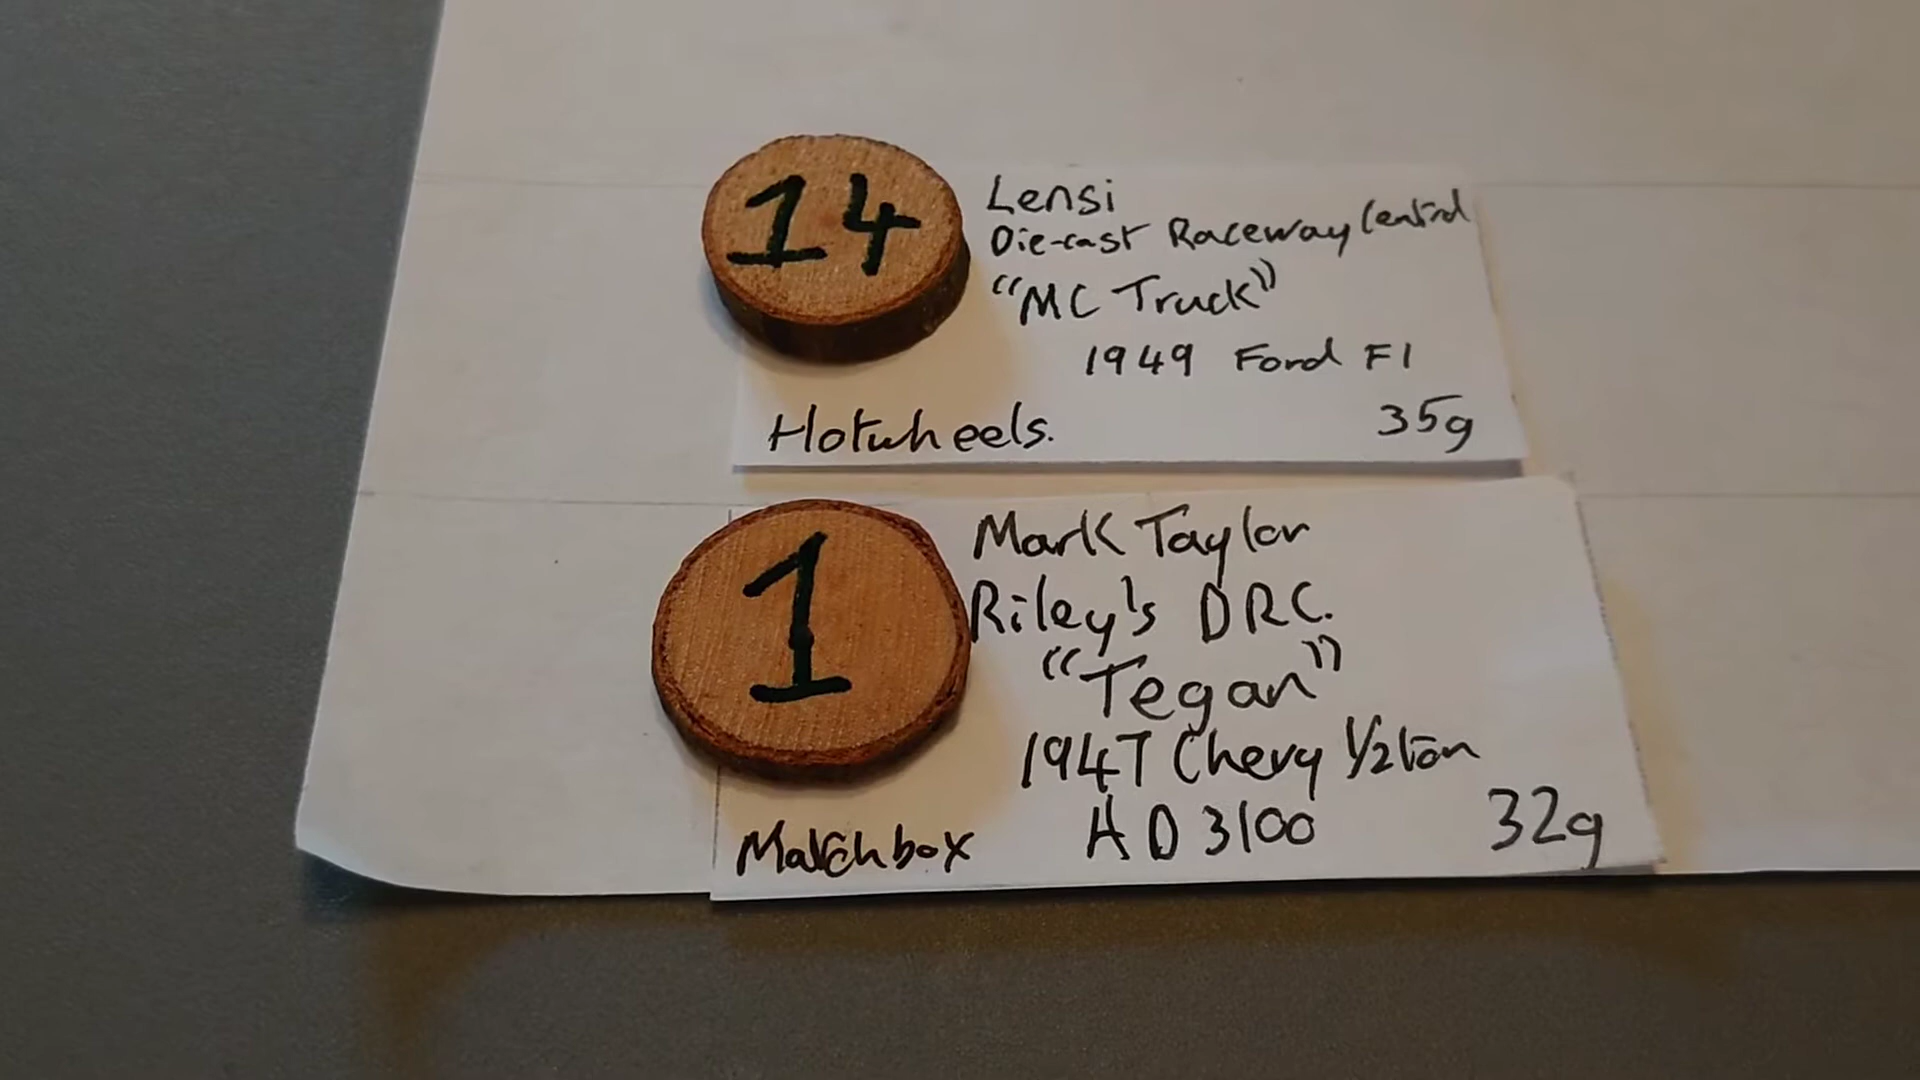 14
Lensi
Die-cast Raceway Central
"MC Truck"
1949 Ford F1
Hotwheels.
35g
1
Mark Taylor
Riley's DRC.
"Tegan"
1947 Chevy 1/2 ton
AD 3100
Matchbox
32g